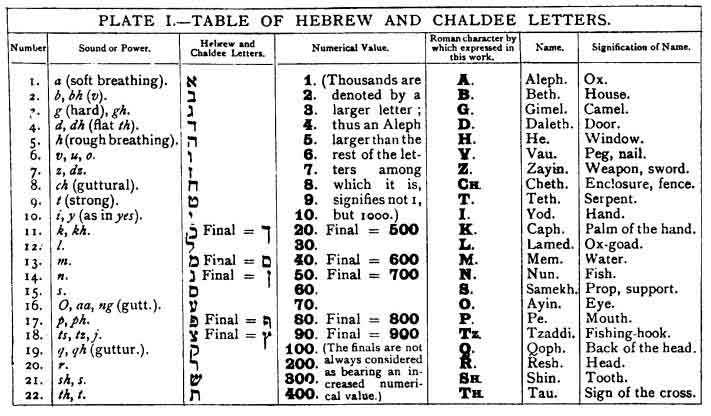 PLATE I.—TABLE OF HEBREW AND CHALDEE LETTERS.
Number Sound or Power. Hebrew and Chaldee Letters. Numerical Value. Roman character by which expressed in this work. Name. Signification of Name.
1. a (soft breathing). א 1. (Thousands are A. Aleph. Ox.
2. b, bh (v). ב 2. denoted by a B. Beth. House.
3. g (hard), gh. ג 3. larger letter; G. Gimel. Camel.
4. d, dh (flat th). ד 4. thus an Aleph D. Daleth. Door.
5. h (rough breathing). ה 5. larger than the H. He. Window.
6. v, u, o. ו 6. rest of the let- V. Vau. Peg, nail.
7. z, dz. ז 7. ters among Z. Zayin. Weapon, sword.
8. ch (guttural). ח 8. which it is, CH. Cheth. Enclosure, fence.
9. t (strong). ט 9. signifies not 1, T. Teth. Serpent.
10. i, y (as in yes). י 10. but 1000.) I. Yod. Hand.
11. k, kh. כ Final = ך 20. Final = 500 K. Caph. Palm of the hand.
12. l. ל 30. L. Lamed. Ox-goad.
13. m. מ Final = ם 40. Final = 600 M. Mem. Water.
14. n. נ Final = ן 50. Final = 700 N. Nun. Fish.
15. s. ס 60. S. Samekh. Prop, support.
16. O, aa, ng (gutt.). ע 70. O. Ayin. Eye.
17. p, ph. פ Final = ף 80. Final = 800 P. Pe. Mouth.
18. ts, tz, j. צ Final = ץ 90. Final = 900 TZ. Tzaddi. Fishing-hook.
19. q, qh (guttur.). ק 100. (The finals are not Q. Qoph. Back of the head.
20. r. ר 200. always considered R. Resh. Head.
21. sh, s. ש 300. as bearing an in- creased numeri- SH. Shin. Tooth.
22. th, t. ת 400. cal value.) TH. Tau. Sign of the cross.